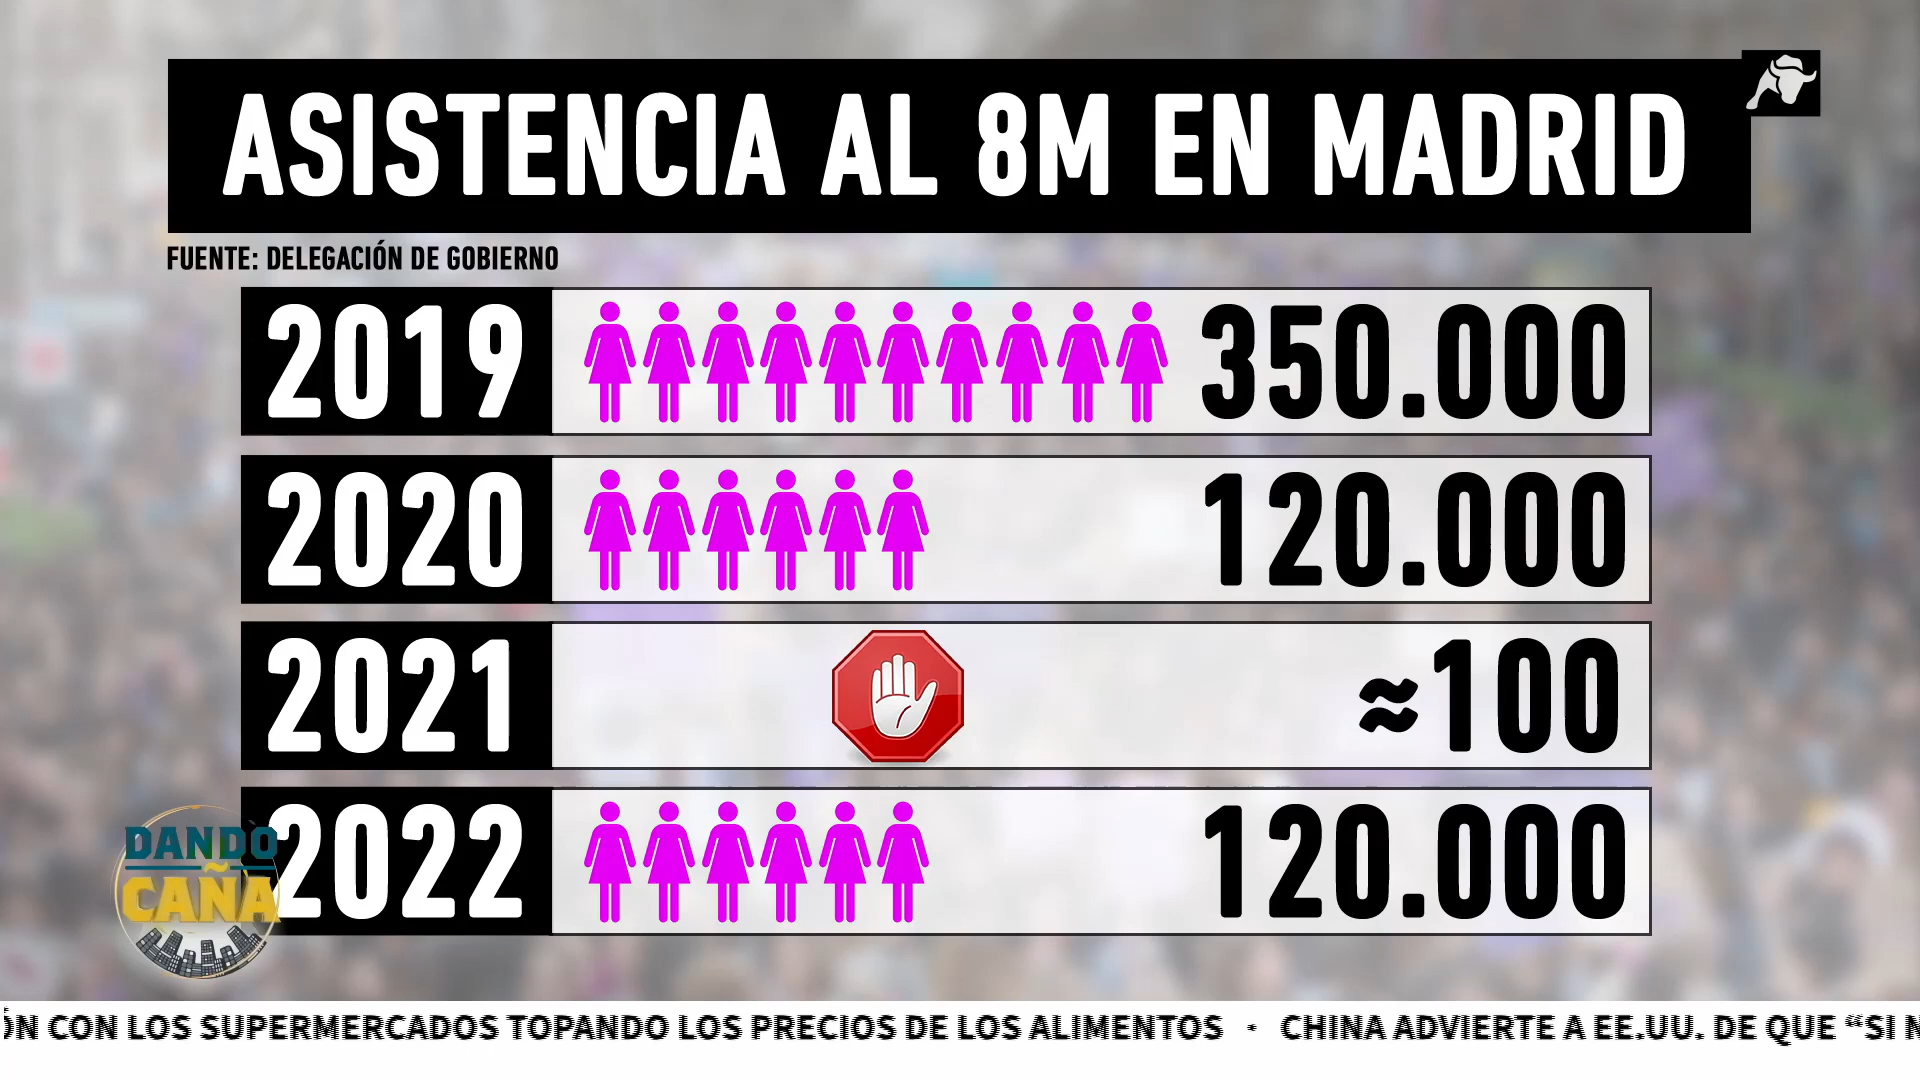 ASISTENCIA AL 8M EN MADRID
FUENTE: DELEGACIÓN DE GOBIERNO
2019 350.000
2020 120.000
2021 ≈100
2022 120.000
DANDO
CAÑA
ÓN CON LOS SUPERMERCADOS TOPANDO LOS PRECIOS DE LOS ALIMENTOS · CHINA ADVIERTE A EE.UU. DE QUE “SI